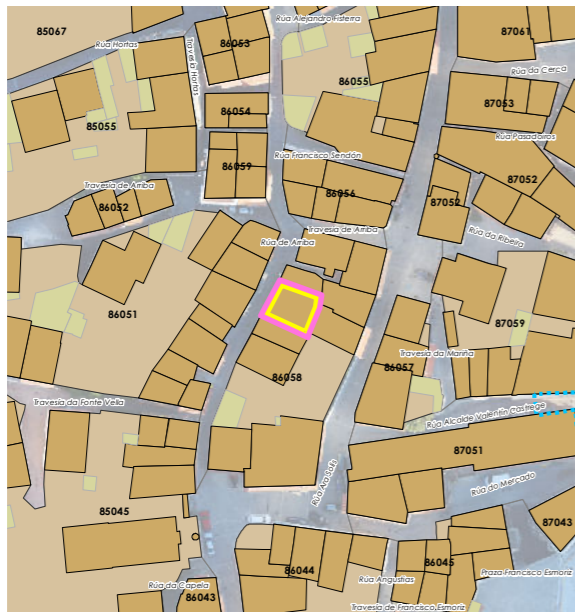 Rúa Alejandro Fisterra
85067
86053
87061
Rúa Hortas
Travesía Hortas
Rúa da Cerca
86055
87053
86054
85055
Rúa Pasadoiros
Rúa Francisco Sendón
86059
87052
Travesía de Arriba
86056
86052
87052
Travesía de Arriba
Rúa da Ribeira
Rúa de Arriba
86051
87059
Travesía da Mariña
86057
86058
Travesía da Fonte Vella
Rúa Alcalde Valentín Castrege
87051
Rúa do Mercado
85045
87043
86044
86045
Praza Francisco Esmoriz
Rúa Angustias
Rúa da Capela
86043
Travesía de Francisco Esmoriz